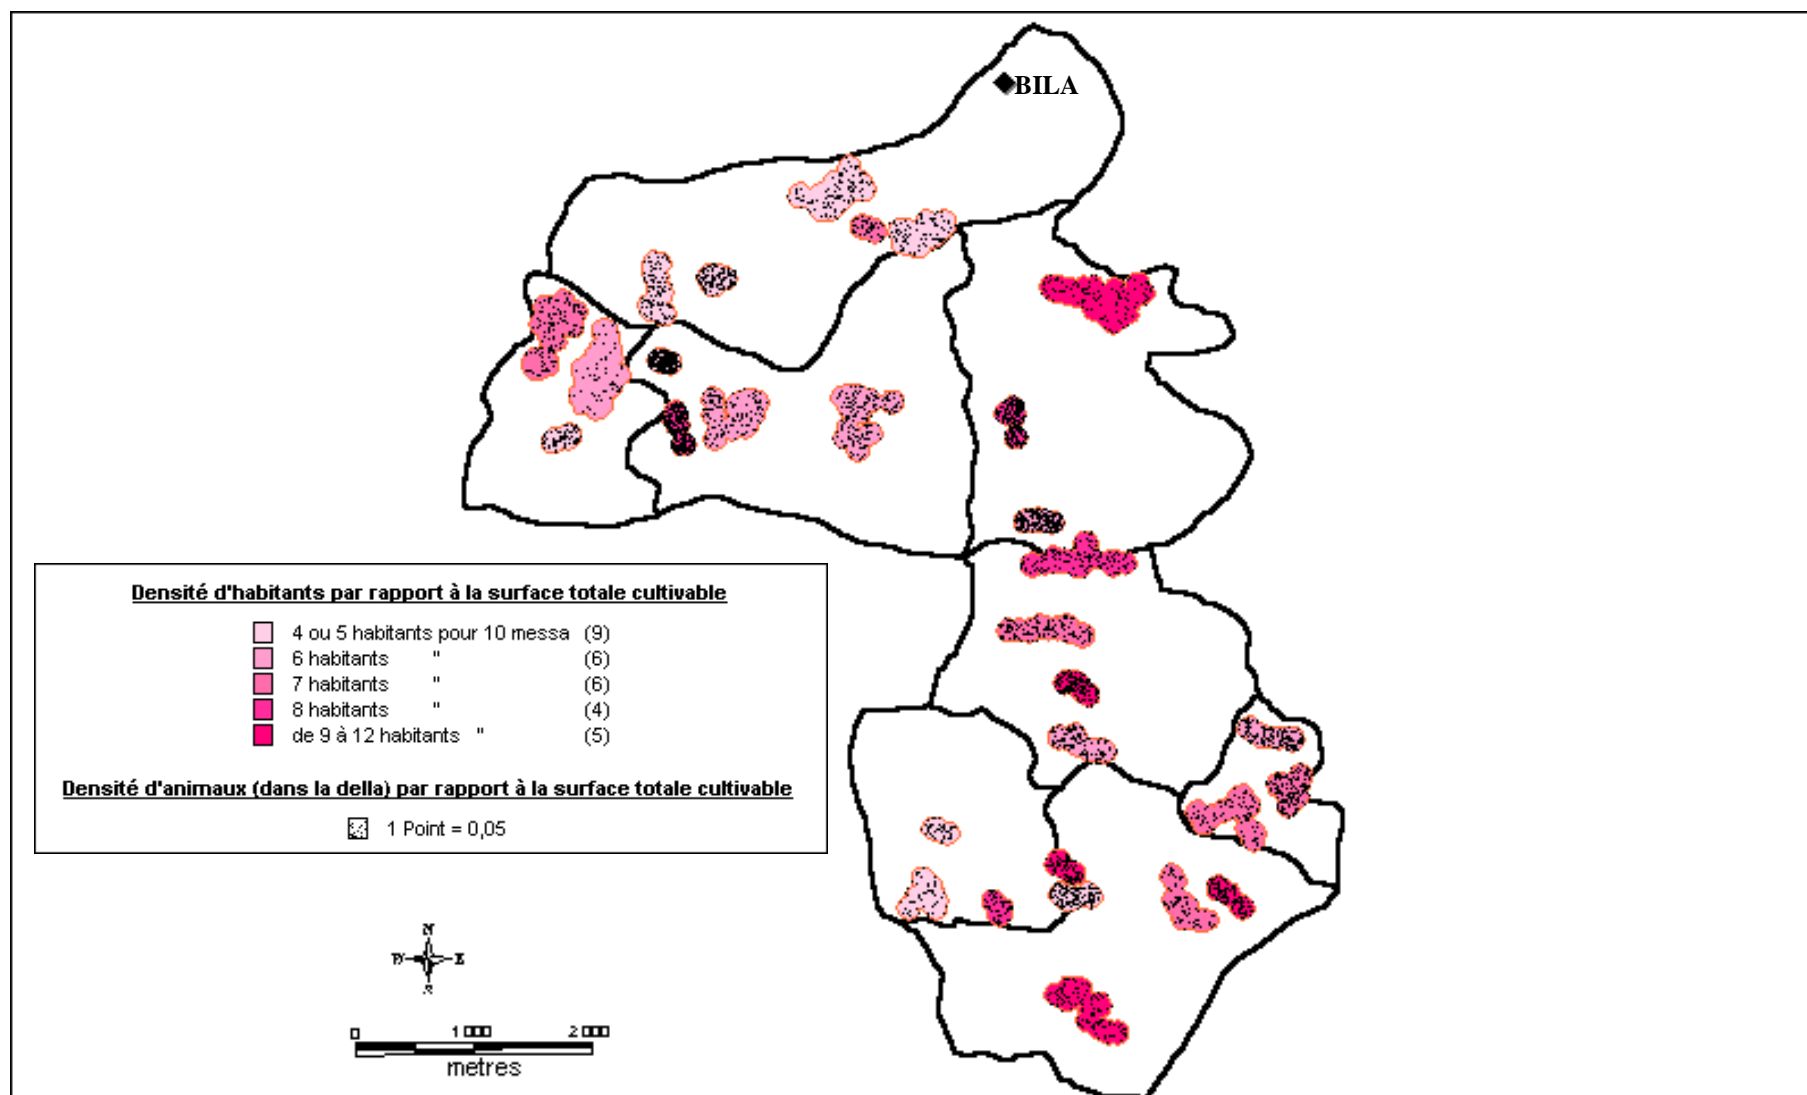 BILA
Densité d'habitants par rapport à la surface totale cultivable
4 ou 5 habitants pour 10 messa (9)
6 habitants " (6)
7 habitants " (6)
8 habitants " (4)
de 9 à 12 habitants " (5)
Densité d'animaux (dans la della) par rapport à la surface totale cultivable
1 Point = 0,05
N
W E
S
0 1 000 2 000
metres